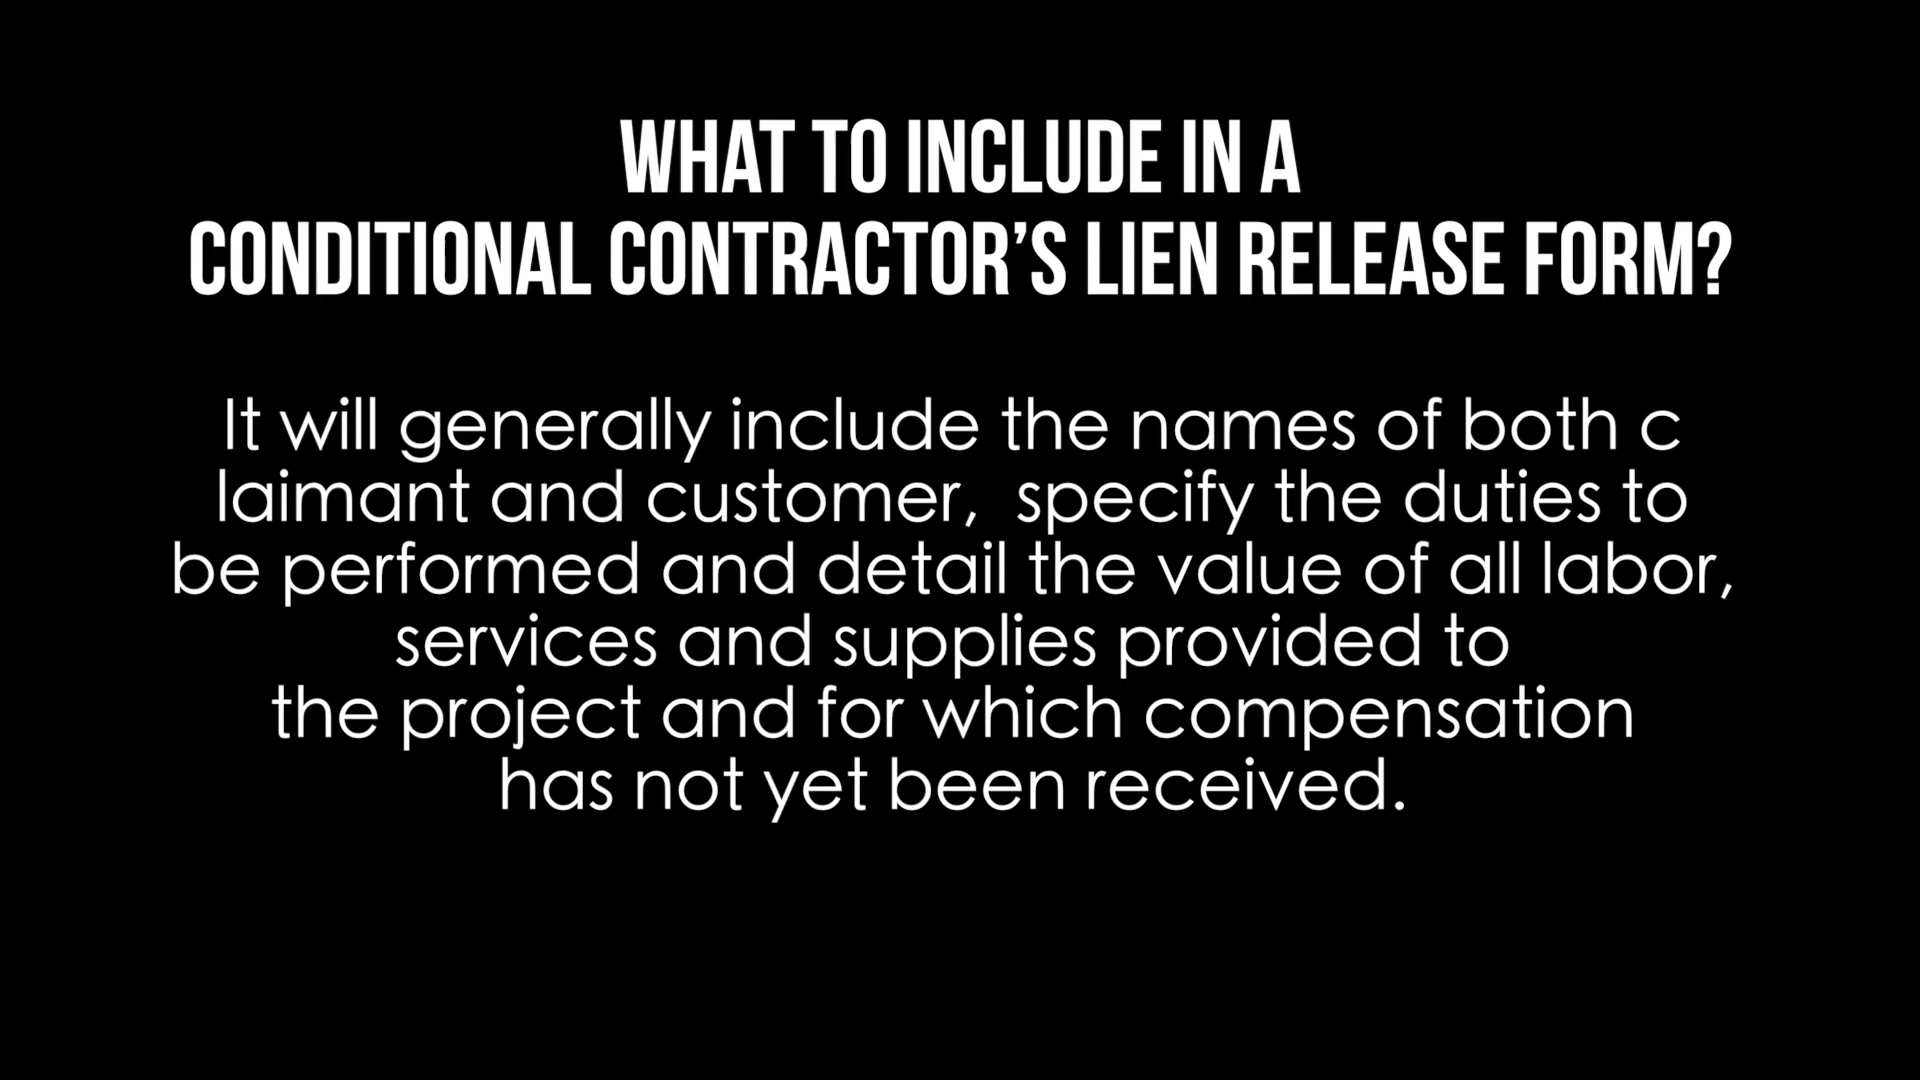 WHAT TO INCLUDE IN A
CONDITIONAL CONTRACTOR’S LIEN RELEASE FORM?
It will generally include the names of both c
laimant and customer,  specify the duties to
be performed and detail the value of all labor,
services and supplies provided to
the project and for which compensation
has not yet been received.